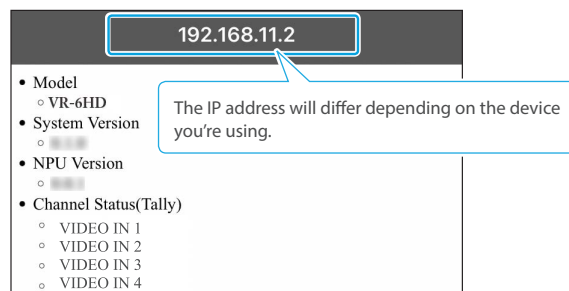 192.168.11.2
The IP address will differ depending on the device
you're using.
• Model
○ VR-6HD
• System Version
• NPU Version
• Channel Status(Tally)
○ VIDEO IN 1
○ VIDEO IN 2
○ VIDEO IN 3
○ VIDEO IN 4